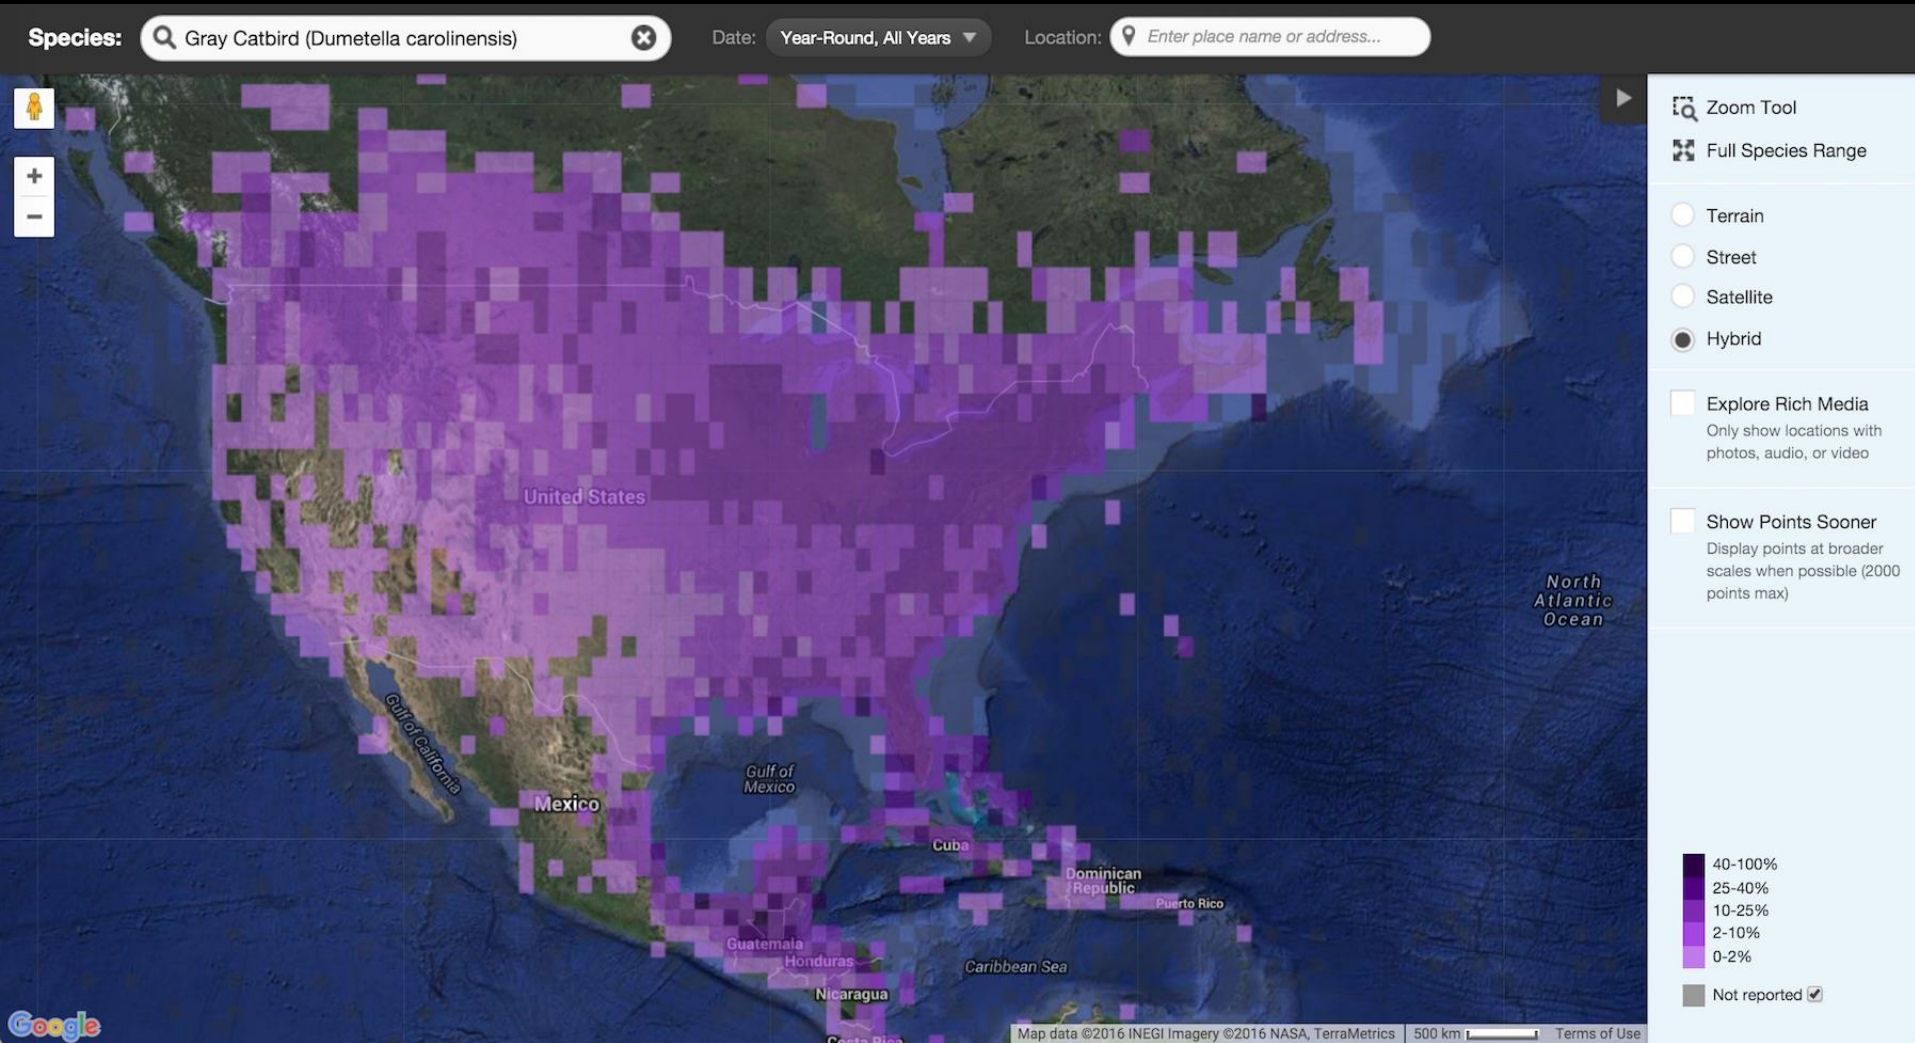 Species: Gray Catbird (Dumetella carolinensis) Date: Year-Round, All Years Location: Enter place name or address...
Zoom Tool
Full Species Range
Terrain
Street
Satellite
Hybrid
Explore Rich Media
Only show locations with
photos, audio, or video
Show Points Sooner
Display points at broader
scales when possible (2000
points max)
40-100%
25-40%
10-25%
2-10%
0-2%
Not reported
United States
North
Atlantic
Ocean
Gulf of California
Gulf of
Mexico
Mexico
Cuba
Dominican
Republic
Puerto Rico
Guatemala
Honduras
Caribbean Sea
Nicaragua
Costa Rica
Google
Map data ©2016 INEGI Imagery ©2016 NASA, TerraMetrics 500 km Terms of Use